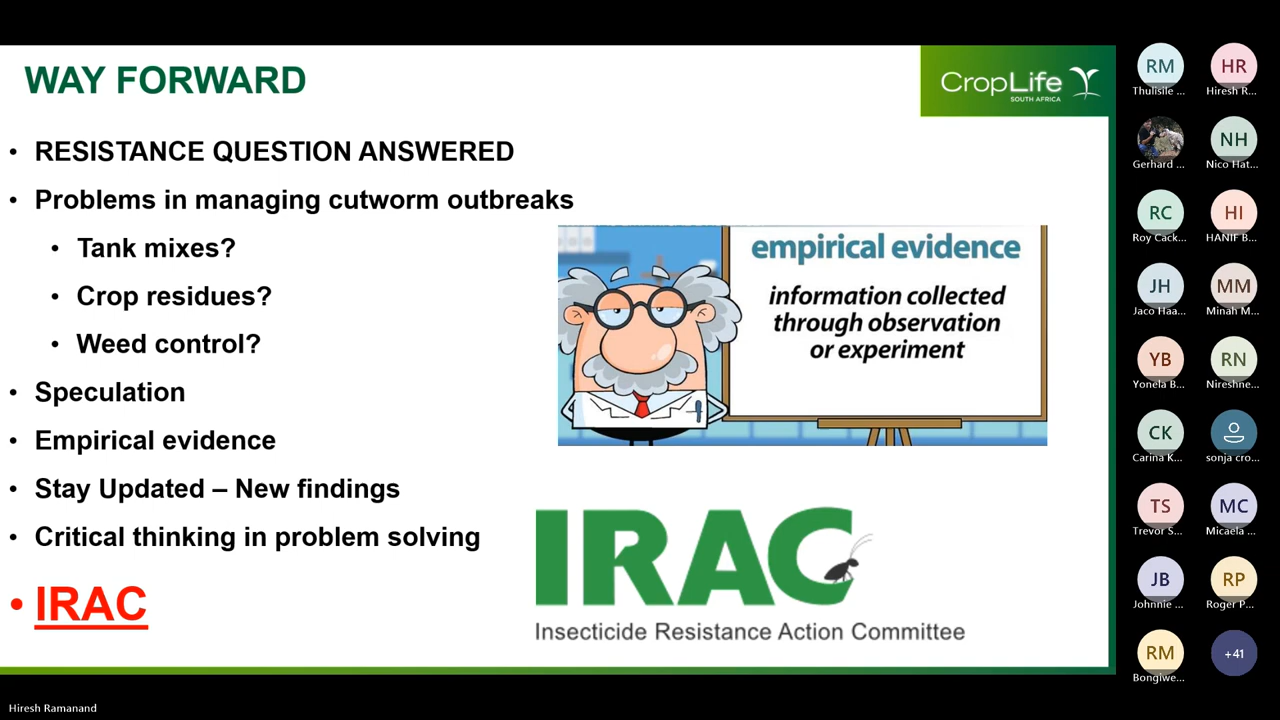 WAY FORWARD
CropLife
SOUTH AFRICA
• RESISTANCE QUESTION ANSWERED
• Problems in managing cutworm outbreaks
• Tank mixes?
• Crop residues?
• Weed control?
• Speculation
• Empirical evidence
• Stay Updated – New findings
• Critical thinking in problem solving
• IRAC
empirical evidence
information collected
through observation
or experiment
IRAC
Insecticide Resistance Action Committee
RM
Thulisile ...
HR
Hiresh R...
Gerhard ...
NH
Nico Hat...
RC
Roy Cack...
HI
HANIF B...
JH
Jaco Haa...
MM
Minah M...
YB
Yonela B...
RN
Nireshne...
CK
Carina K...
sonja cro...
TS
Trevor S...
MC
Micaela ...
JB
Johnnie ...
RP
Roger P...
RM
Bongiwe...
+41
Hiresh Ramanand